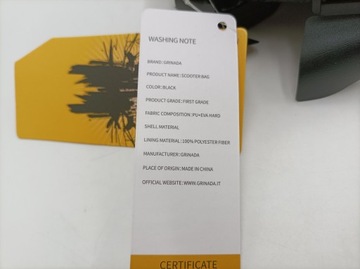 WASHING NOTE
BRAND: GRINADA
PRODUCT NAME: SCOOTER BAG
COLOR: BLACK
PRODUCT GRADE: FIRST GRADE
FABRIC COMPOSITION: PU+EVA HARD
SHELL MATERIAL
LINING MATERIAL: 100% POLYESTER FIBER
MANUFACTURER: GRINADA
PLACE OF ORIGIN: MADE IN CHINA
OFFICIAL WEBSITE: WWW.GRINADA.IT
CERTIFICATE